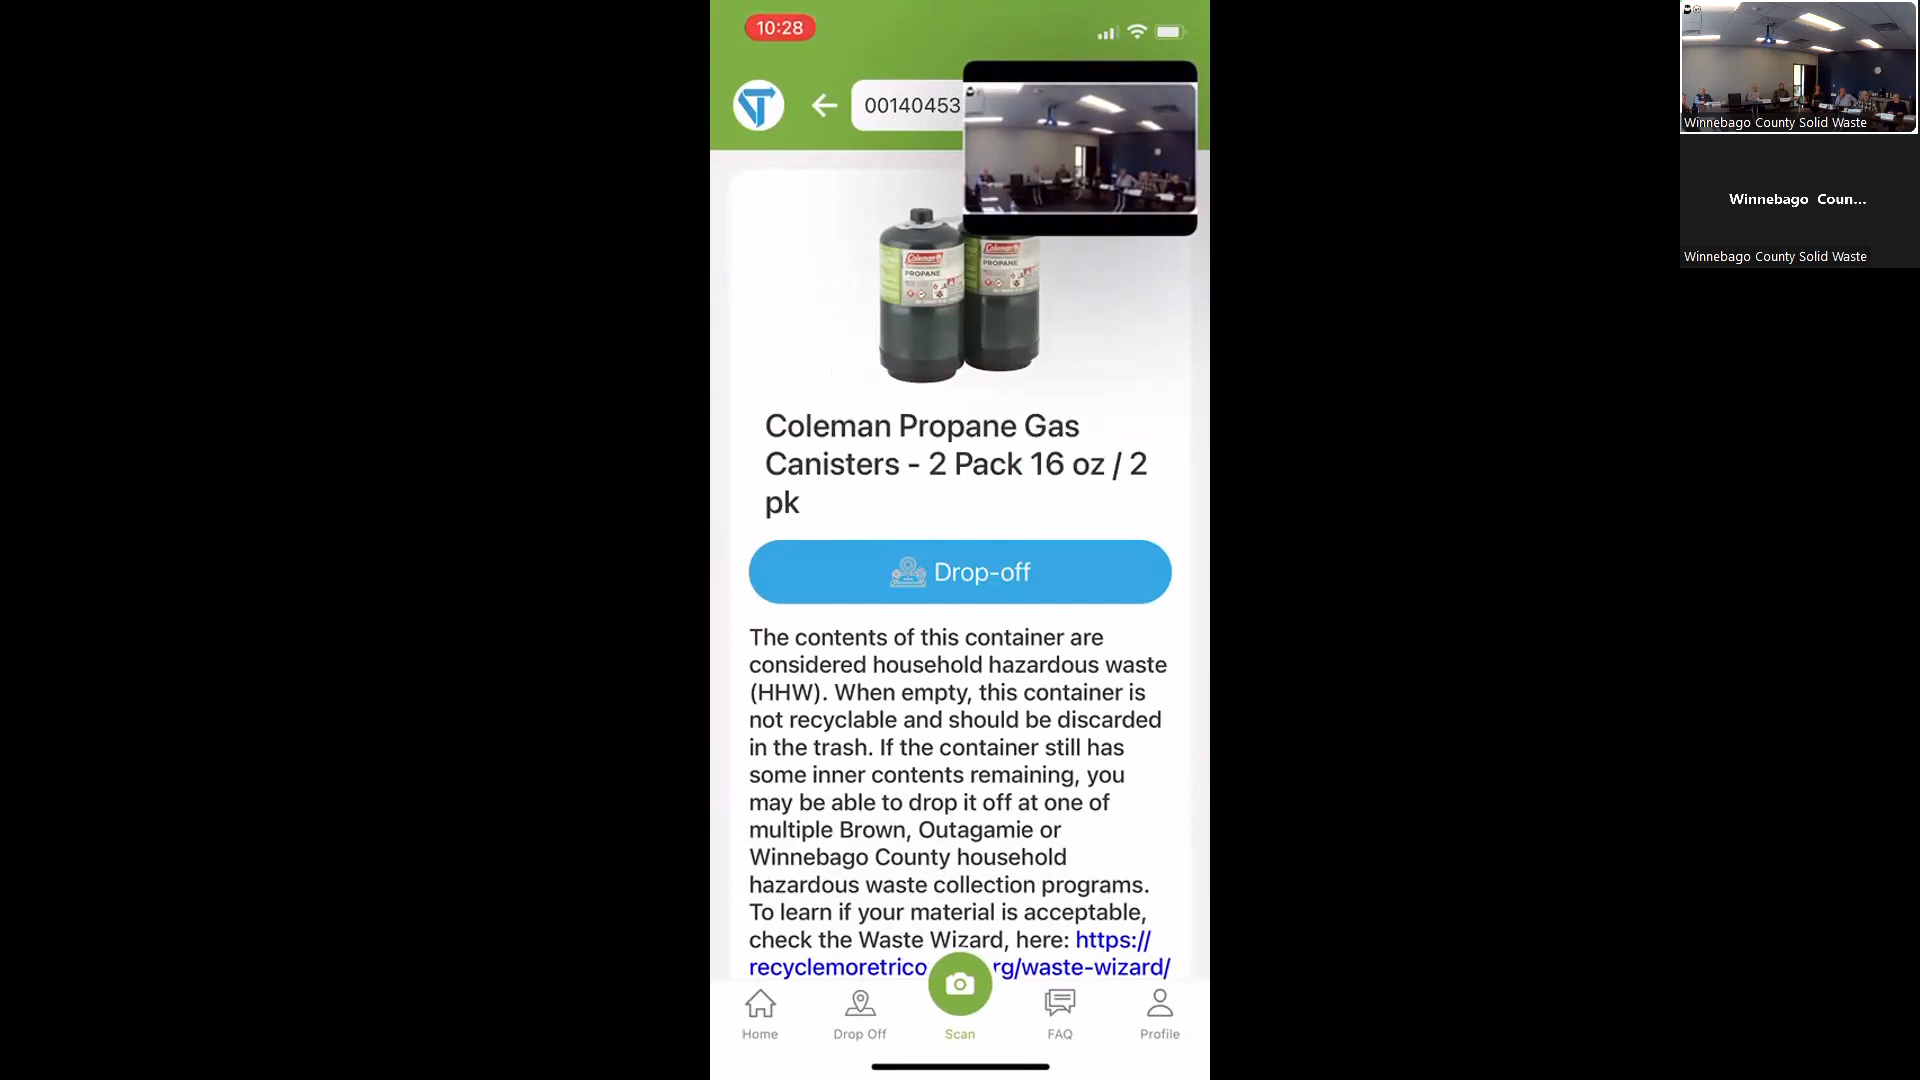 10:28
00140453
Coleman
PROPANE
Coleman
PROPANE
Coleman Propane Gas
Canisters - 2 Pack 16 oz / 2
pk
Drop-off
The contents of this container are
considered household hazardous waste
(HHW). When empty, this container is
not recyclable and should be discarded
in the trash. If the container still has
some inner contents remaining, you
may be able to drop it off at one of
multiple Brown, Outagamie or
Winnebago County household
hazardous waste collection programs.
To learn if your material is acceptable,
check the Waste Wizard, here: https://
recyclemoretrico rg/waste-wizard/
Home
Drop Off
Scan
FAQ
Profile
Winnebago County Solid Waste
Winnebago Coun...
Winnebago County Solid Waste